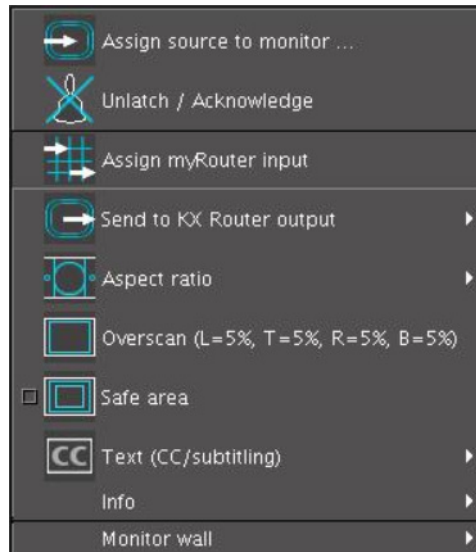 Assign source to monitor ...
Unlatch / Acknowledge
Assign myRouter input
Send to KX Router output
Aspect ratio
Overscan (L=5%, T=5%, R=5%, B=5%)
Safe area
CC Text (CC/subtitling)
Info
Monitor wall